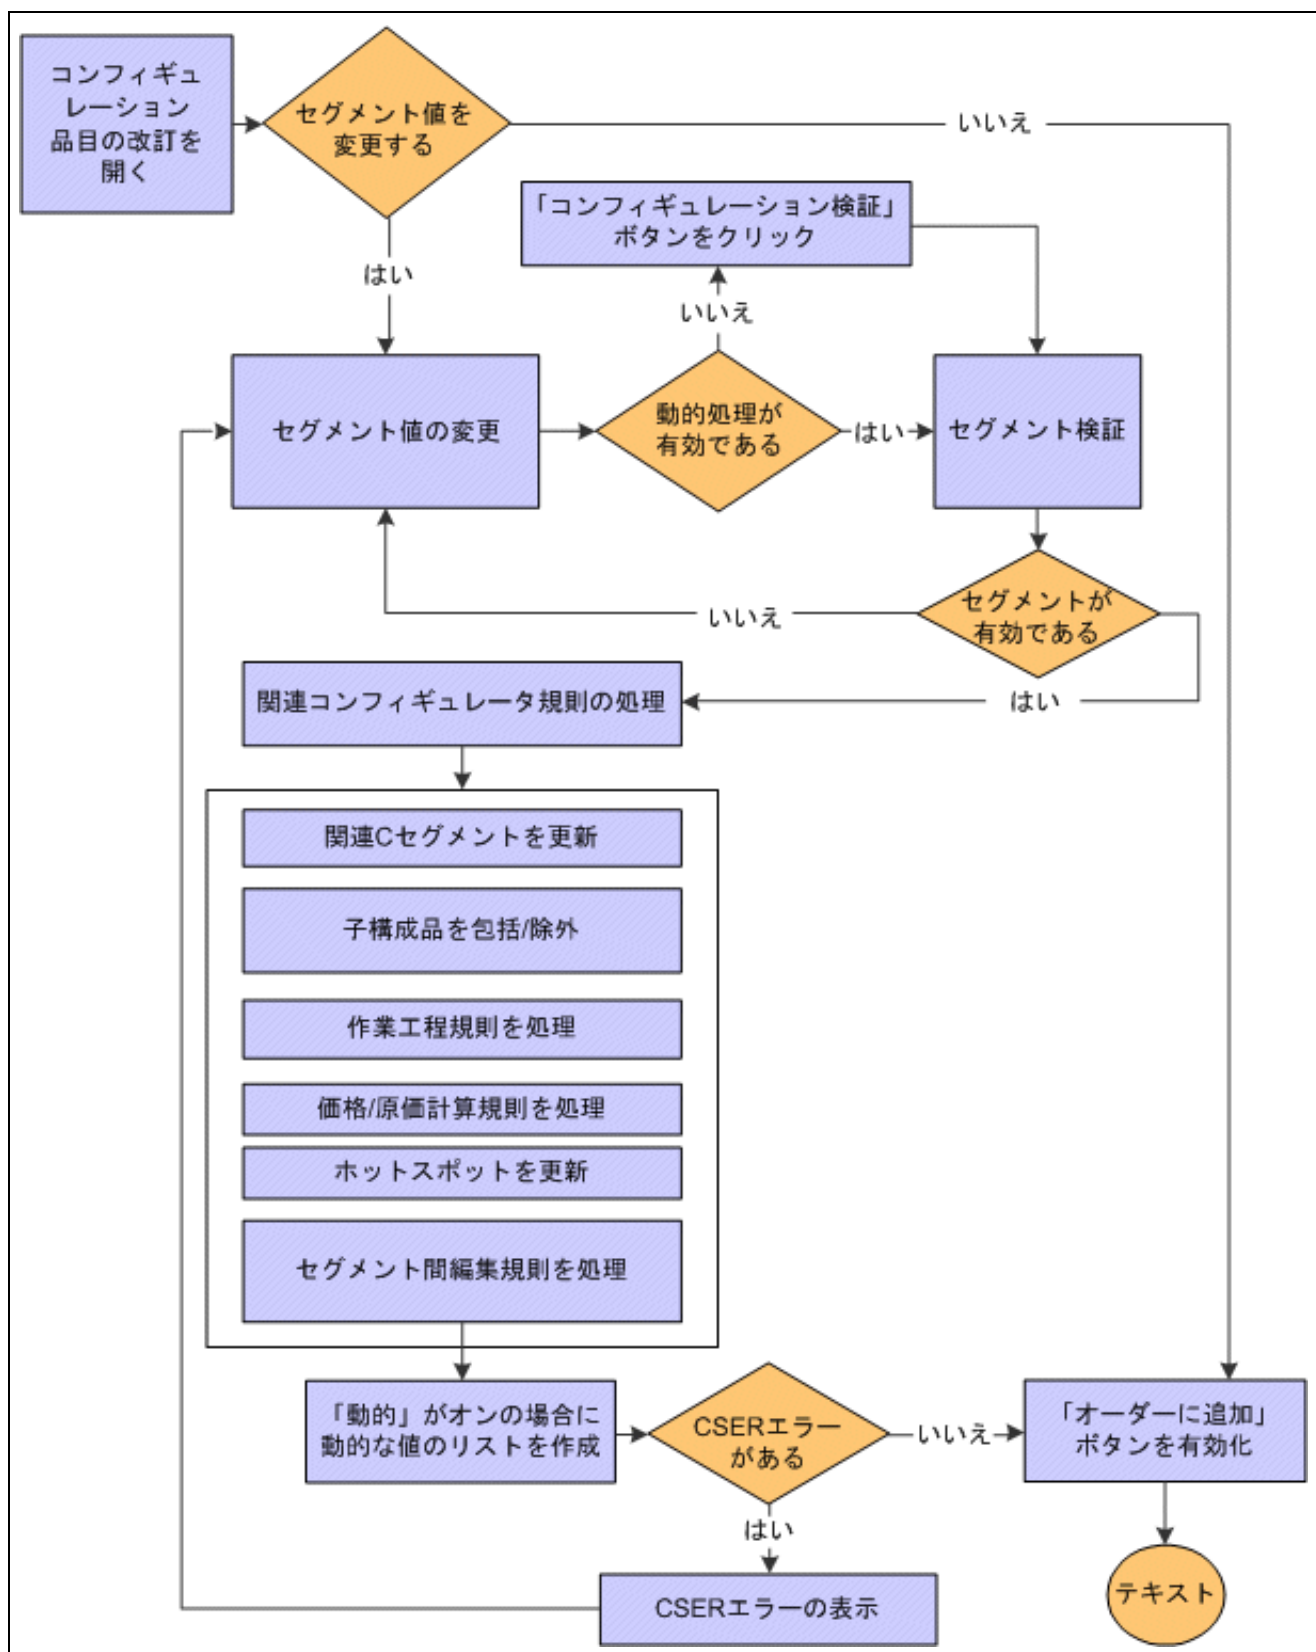 コンフィギュ
レーション
品目の改訂を
開く
セグメント値を
変更する
いいえ
はい
「コンフィギュレーション検証」
ボタンをクリック
いいえ
セグメント値の変更
動的処理が
有効である
はい
セグメント検証
セグメントが
有効である
いいえ
はい
関連コンフィギュレータ規則の処理
関連Cセグメントを更新
子構成品を包括/除外
作業工程規則を処理
価格/原価計算規則を処理
ホットスポットを更新
セグメント間編集規則を処理
「動的」がオンの場合に
動的な値のリストを作成
CSERエラー
がある
いいえ
「オーダーに追加」
ボタンを有効化
はい
CSERエラーの表示
テキスト